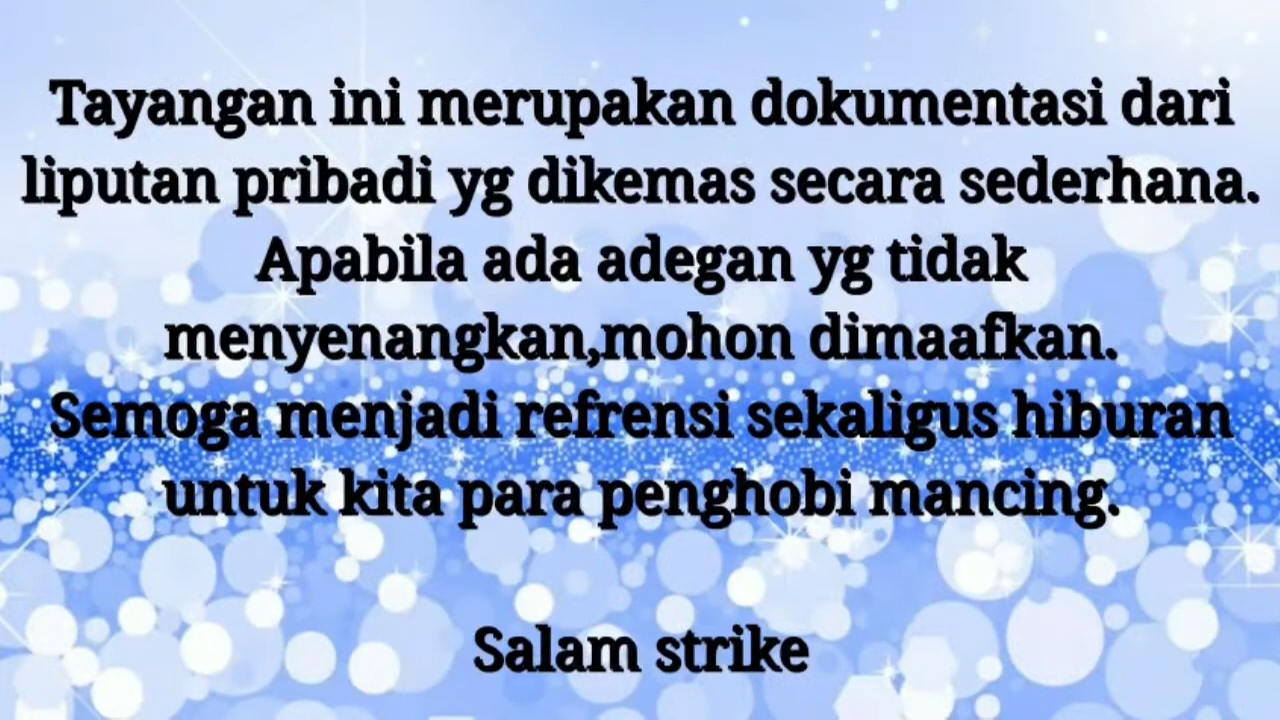 Tayangan ini merupakan dokumentasi dari
liputan pribadi yg dikemas secara sederhana.
Apabila ada adegan yg tidak
menyenangkan,mohon dimaafkan.
Semoga menjadi refrensi sekaligus hiburan
untuk kita para penghobi mancing.
Salam strike